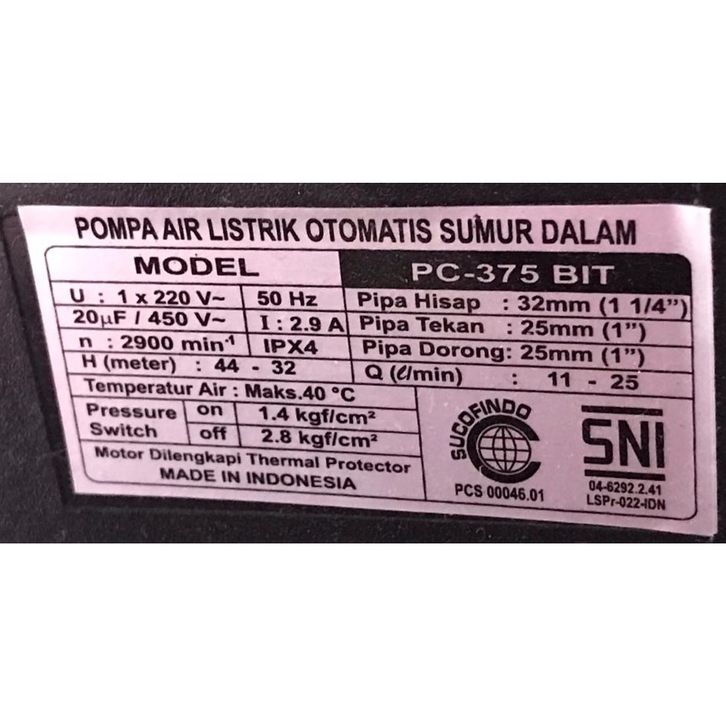 POMPA AIR LISTRIK OTOMATIS SUMUR DALAM
MODEL PC-375 BIT
U : 1 x 220 V~ 50 Hz Pipa Hisap : 32mm (1 1/4”)
20µF / 450 V~ I : 2.9 A Pipa Tekan : 25mm (1”)
n : 2900 min⁻¹ IPX4 Pipa Dorong: 25mm (1”)
H (meter) : 44 - 32 Q (ℓ/min) : 11 - 25
Temperatur Air : Maks.40 °C
Pressure Switch on 1.4 kgf/cm²
off 2.8 kgf/cm²
Motor Dilengkapi Thermal Protector
MADE IN INDONESIA
SUCOFINDO
PCS 00046.01
SNI
04-6292.2.41
LSPr-022-IDN